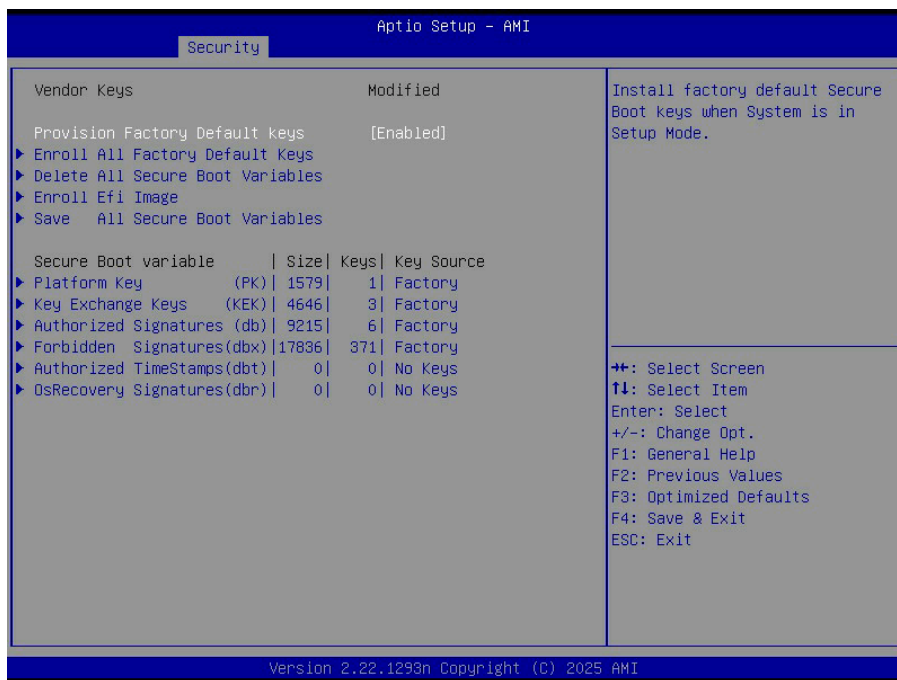 Aptio Setup - AMI
Security
Vendor Keys Modified
Provision Factory Default keys [Enabled]
Enroll All Factory Default Keys
Delete All Secure Boot Variables
Enroll Efi Image
Save All Secure Boot Variables
Secure Boot variable | Size| Keys| Key Source
Platform Key (PK)| 1579| 1| Factory
Key Exchange Keys (KEK)| 4646| 3| Factory
Authorized Signatures (db)| 9215| 6| Factory
Forbidden Signatures(dbx)|17836| 371| Factory
Authorized TimeStamps(dbt)| 0| 0| No Keys
OsRecovery Signatures(dbr)| 0| 0| No Keys
Install factory default Secure
Boot keys when System is in
Setup Mode.
→←: Select Screen
↑↓: Select Item
Enter: Select
+/-: Change Opt.
F1: General Help
F2: Previous Values
F3: Optimized Defaults
F4: Save & Exit
ESC: Exit
Version 2.22.1293n Copyright (C) 2025 AMI